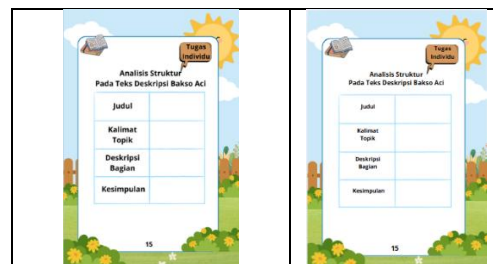 Tugas
Individu
Analisis Struktur
Pada Teks Deskripsi Bakso Aci
Judul
Kalimat
Topik
Deskripsi
Bagian
Kesimpulan
15
Tugas
Individu
Analisis Struktur
Pada Teks Deskripsi Bakso Aci
Judul
Kalimat
Topik
Deskripsi
Bagian
Kesimpulan
15